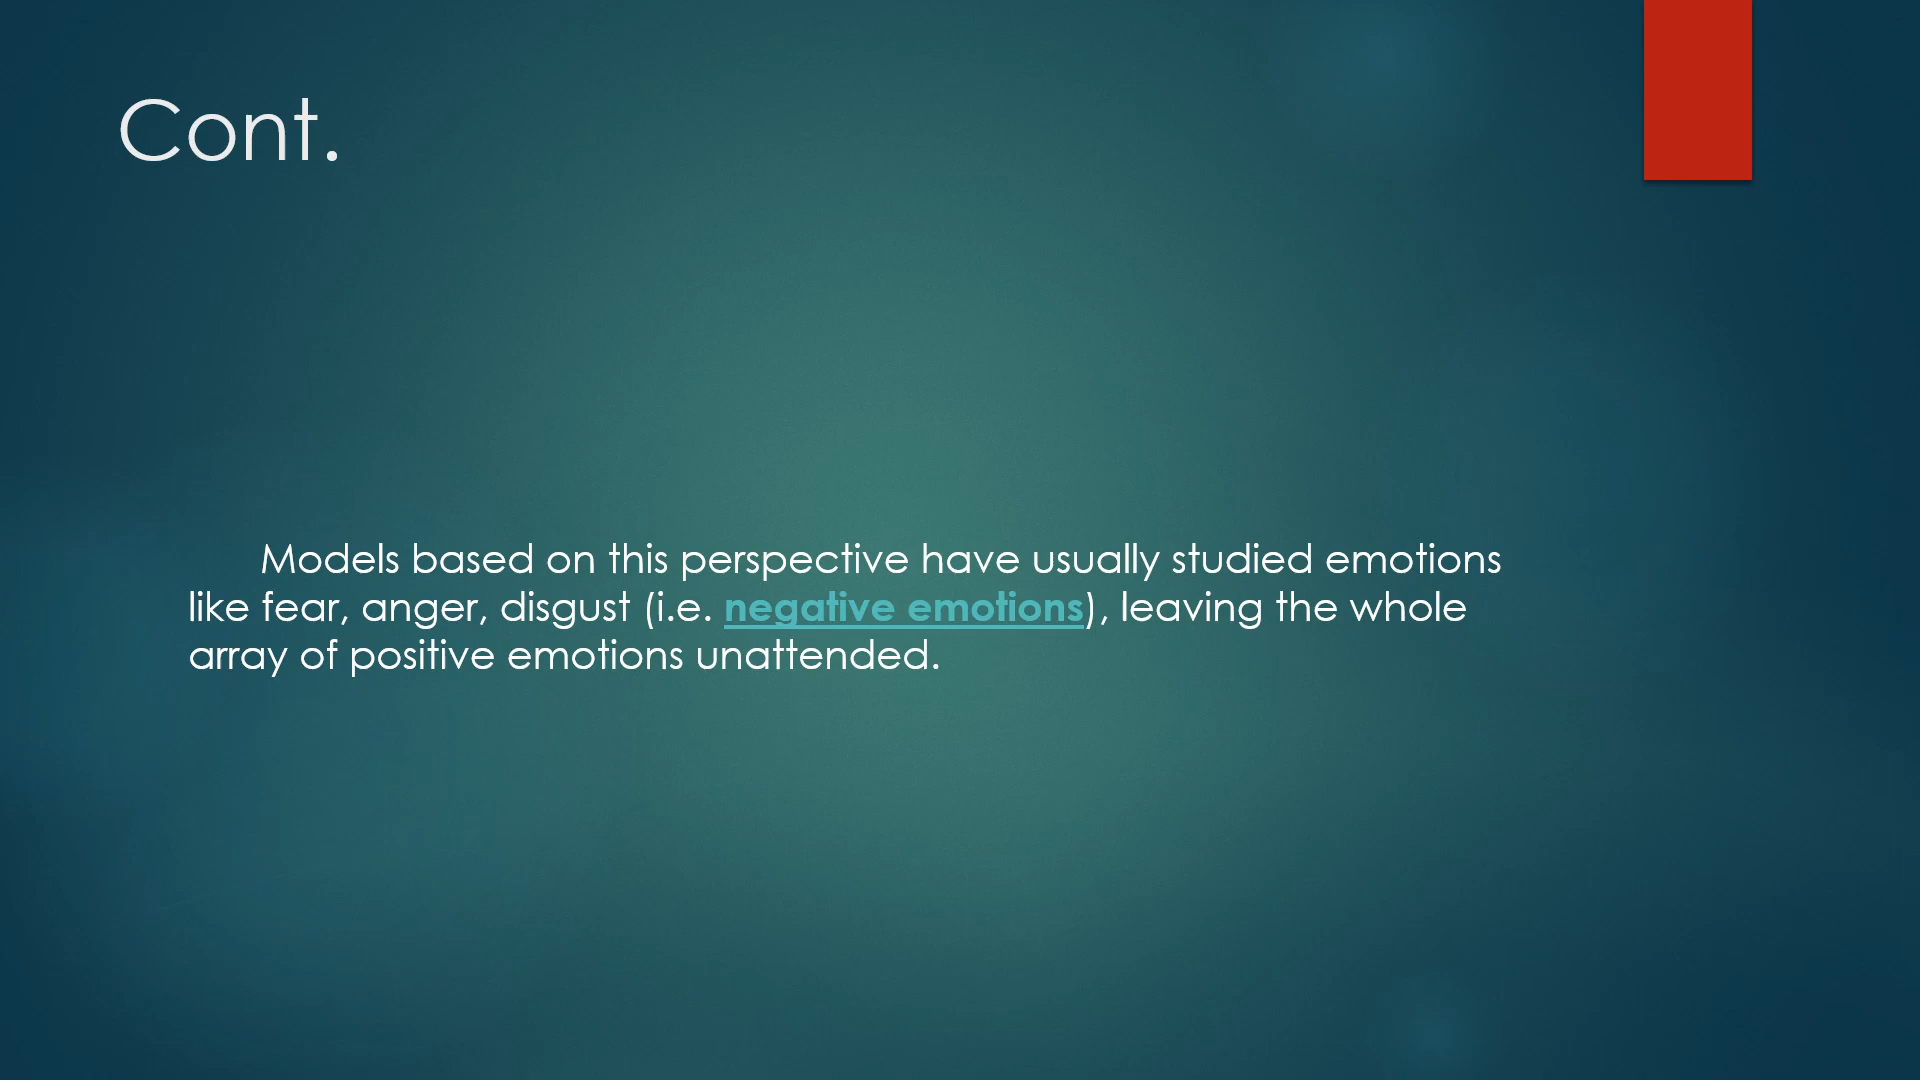 Cont.
Models based on this perspective have usually studied emotions
like fear, anger, disgust (i.e. negative emotions), leaving the whole
array of positive emotions unattended.